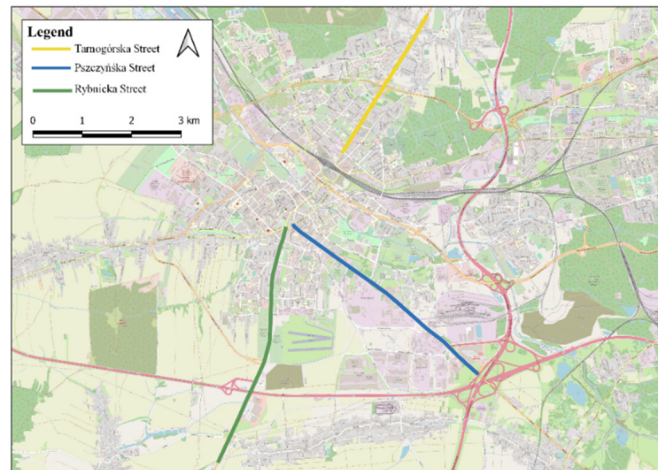 Legend
Tarnogórska Street
Pszczyńska Street
Rybnicka Street
0 1 2 3 km